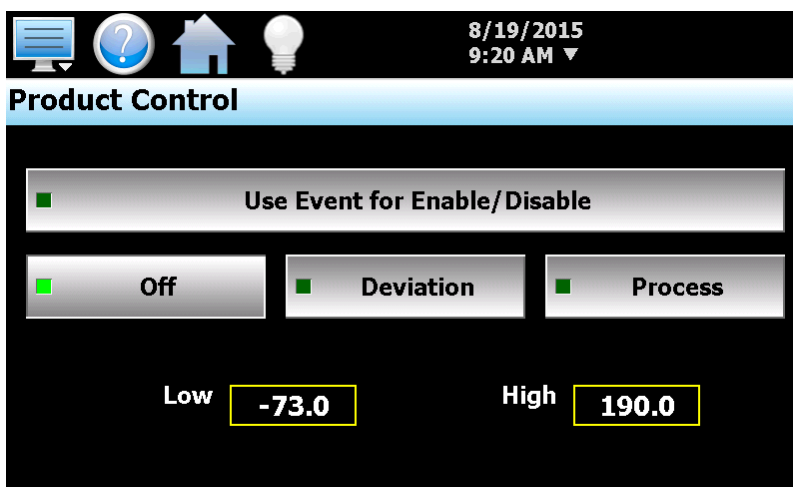 ?
8/19/2015
9:20 AM ▼
Product Control
Use Event for Enable/Disable
Off Deviation Process
Low -73.0 High 190.0